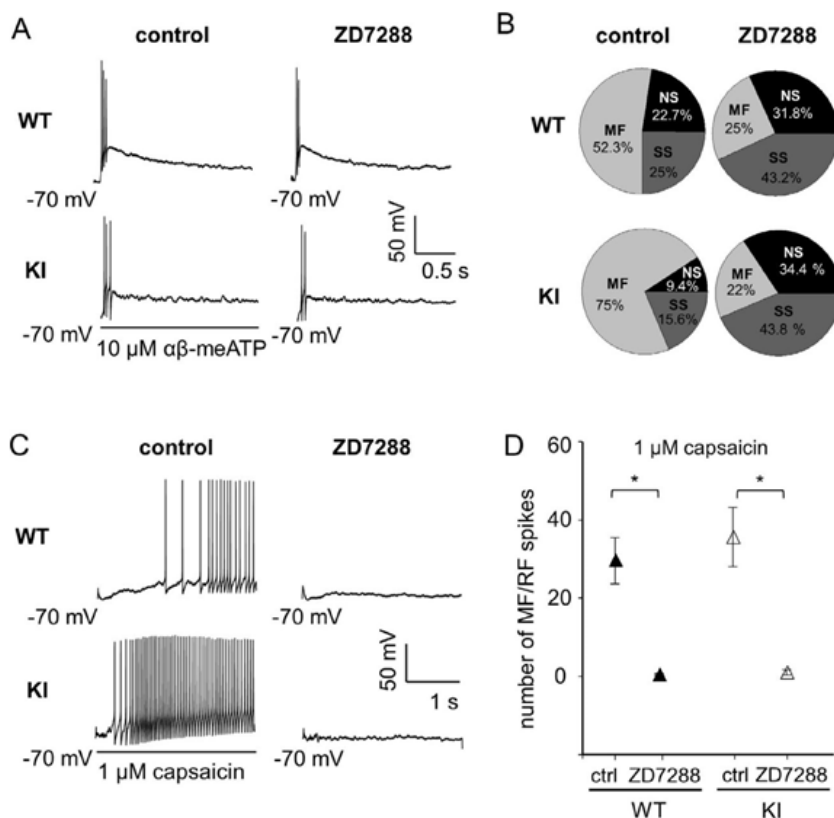 A
control
ZD7288
WT
-70 mV
-70 mV
50 mV
0.5 s
KI
-70 mV
-70 mV
10 µM αβ-meATP
B
control
ZD7288
WT
MF
52.3%
NS
22.7%
SS
25%
MF
25%
NS
31.8%
SS
43.2%
KI
MF
75%
NS
9.4%
SS
15.6%
MF
22%
NS
34.4 %
SS
43.8 %
C
control
ZD7288
WT
-70 mV
-70 mV
50 mV
1 s
KI
-70 mV
-70 mV
1 µM capsaicin
D
1 µM capsaicin
number of MF/RF spikes
60
40
20
0
* *
ctrl ZD7288 ctrl ZD7288
WT KI